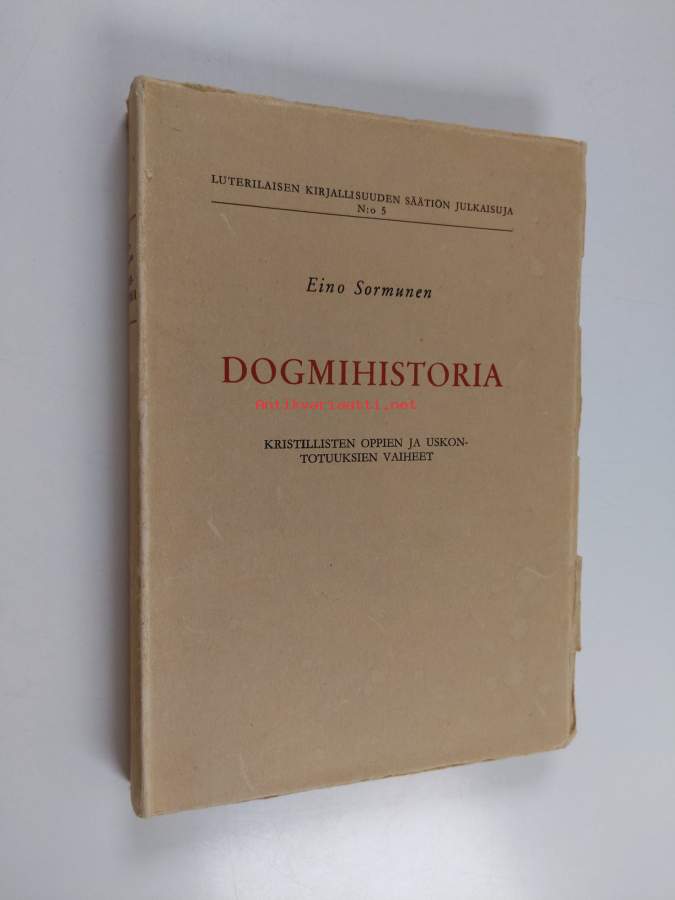 LUTERILAISEN KIRJALLISUUDEN SÄÄTIÖN JULKAISUJA
N:o 5
Eino Sormunen
DOGMIHISTORIA
Antikvariaatti.net
KRISTILLISTEN OPPIEN JA USKON-
TOTUUKSIEN VAIHEET